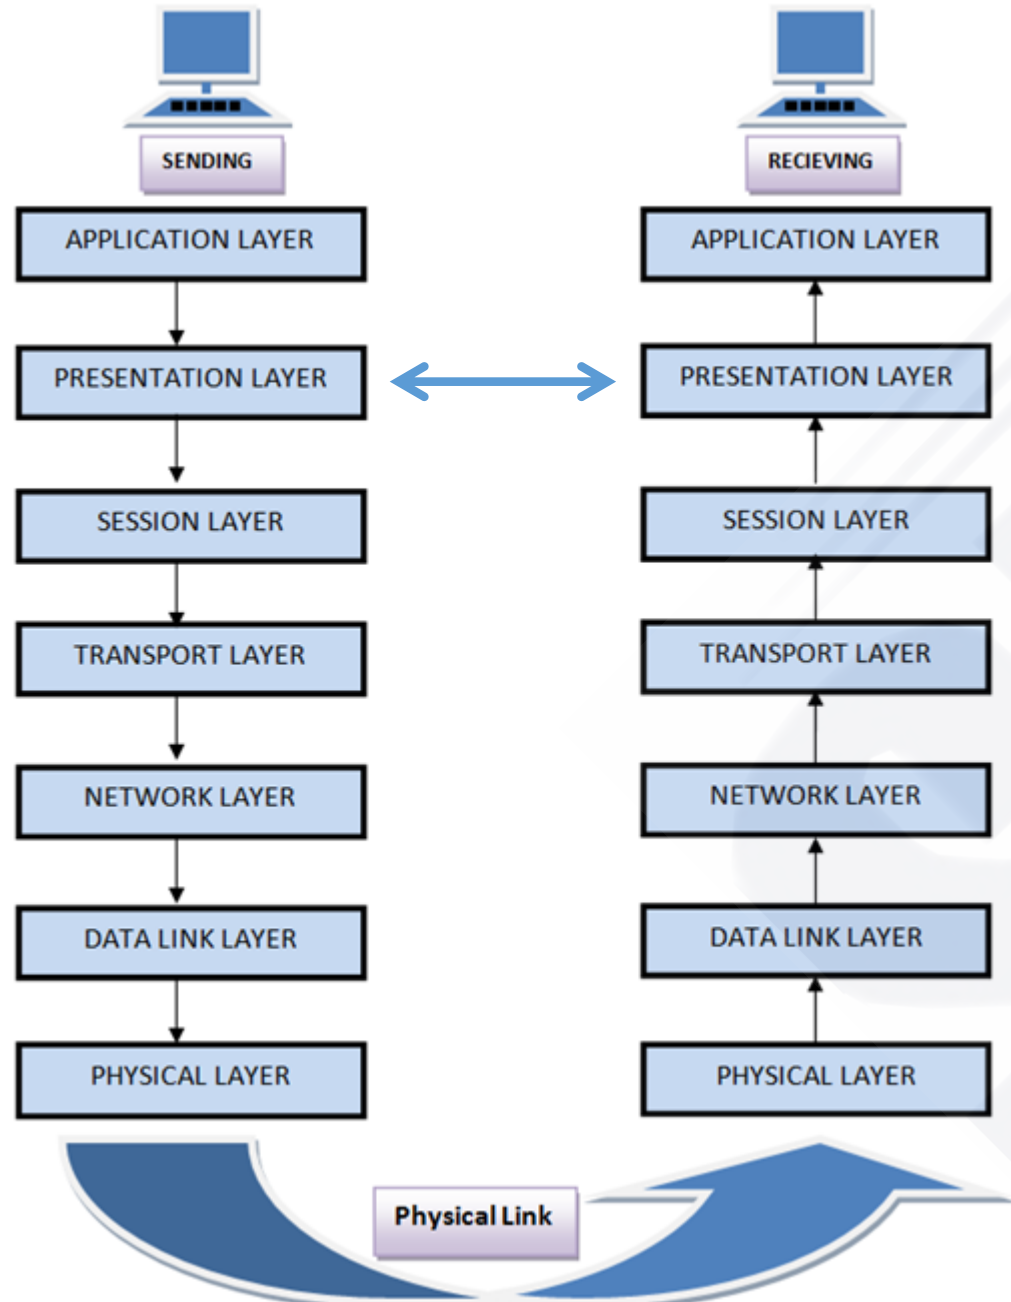 SENDING
RECIEVING
APPLICATION LAYER
APPLICATION LAYER
PRESENTATION LAYER
PRESENTATION LAYER
SESSION LAYER
SESSION LAYER
TRANSPORT LAYER
TRANSPORT LAYER
NETWORK LAYER
NETWORK LAYER
DATA LINK LAYER
DATA LINK LAYER
PHYSICAL LAYER
PHYSICAL LAYER
Physical Link